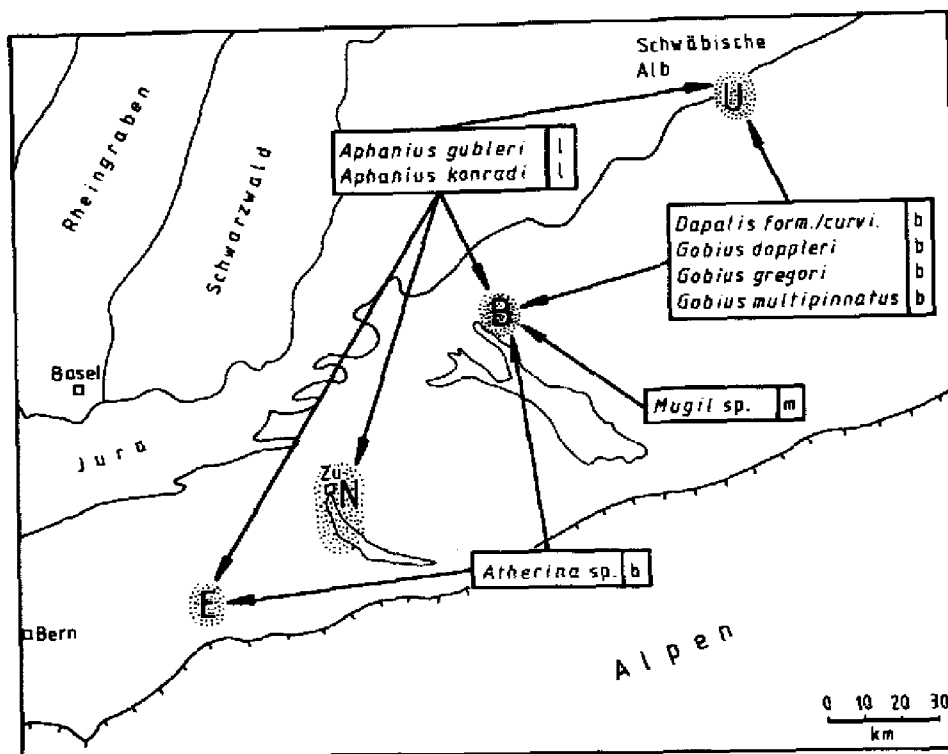 Schwäbische
Alb
U
Rheingraben
Schwarzwald
Aphanius gubleri l
Aphanius konradi l
Dapalis form./curvi. b
Gobius doppleri b
Gobius gregori b
Gobius multipinnatus b
B
Basel
Mugil sp. m
Jura
Zü
N
Atherina sp. b
E
Bern
Alpen
0 10 20 30
km